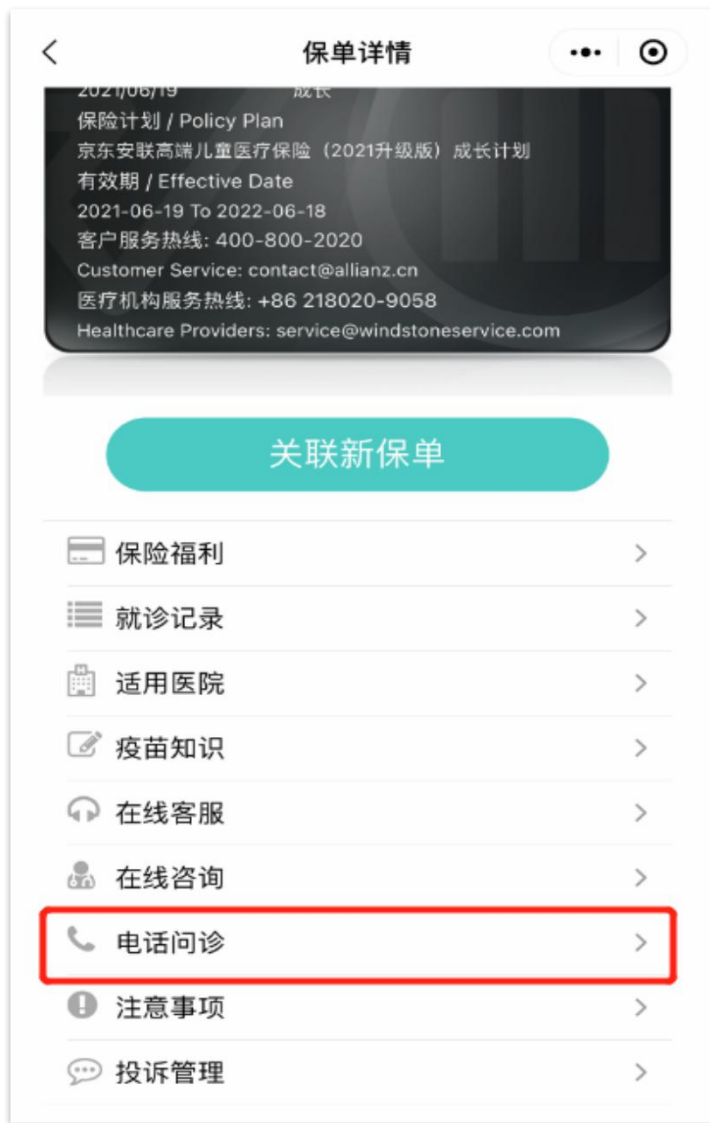 保单详情
2021/06/19 成长
保险计划 / Policy Plan
京东安联高端儿童医疗保险（2021升级版）成长计划
有效期 / Effective Date
2021-06-19 To 2022-06-18
客户服务热线: 400-800-2020
Customer Service: contact@allianz.cn
医疗机构服务热线: +86 218020-9058
Healthcare Providers: service@windstoneservice.com
关联新保单
保险福利
就诊记录
适用医院
疫苗知识
在线客服
在线咨询
电话问诊
注意事项
投诉管理